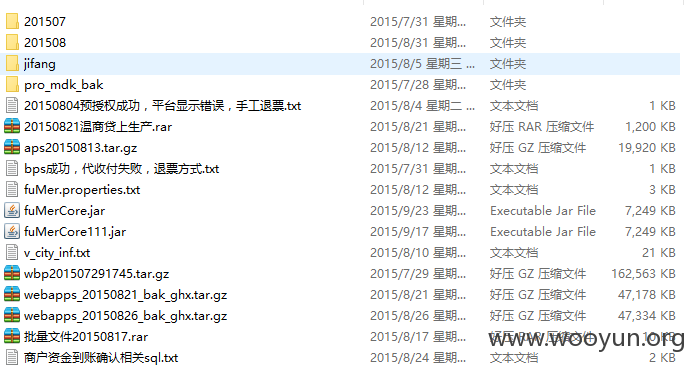 201507 2015/7/31 星期... 文件夹
201508 2015/8/31 星期... 文件夹
jifang 2015/8/5 星期三 ... 文件夹
pro_mdk_bak 2015/7/28 星期... 文件夹
20150804预授权成功，平台显示错误，手工退票.txt 2015/8/4 星期二 ... 文本文档 1 KB
20150821温商贷上生产.rar 2015/8/21 星期... 好压 RAR 压缩文件 1,200 KB
aps20150813.tar.gz 2015/8/12 星期... 好压 GZ 压缩文件 19,920 KB
bps成功，代收付失败，退票方式.txt 2015/7/31 星期... 文本文档 1 KB
fuMer.properties.txt 2015/8/12 星期... 文本文档 3 KB
fuMerCore.jar 2015/9/23 星期... Executable Jar File 7,249 KB
fuMerCore111.jar 2015/9/17 星期... Executable Jar File 7,249 KB
v_city_inf.txt 2015/8/10 星期... 文本文档 21 KB
wbp201507291745.tar.gz 2015/7/29 星期... 好压 GZ 压缩文件 162,563 KB
webapps_20150821_bak_ghx.tar.gz 2015/8/21 星期... 好压 GZ 压缩文件 47,178 KB
webapps_20150826_bak_ghx.tar.gz 2015/8/26 星期... 好压 GZ 压缩文件 47,334 KB
批量文件20150817.rar 2015/8/17 星期... 好压 RAR 压缩文件 10 KB
www.wooyun.org
商户资金到账确认相关sql.txt 2015/8/24 星期... 文本文档 2 KB